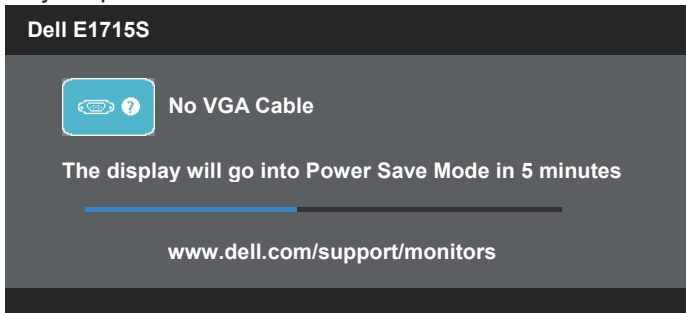 Dell E1715S
No VGA Cable
The display will go into Power Save Mode in 5 minutes
www.dell.com/support/monitors